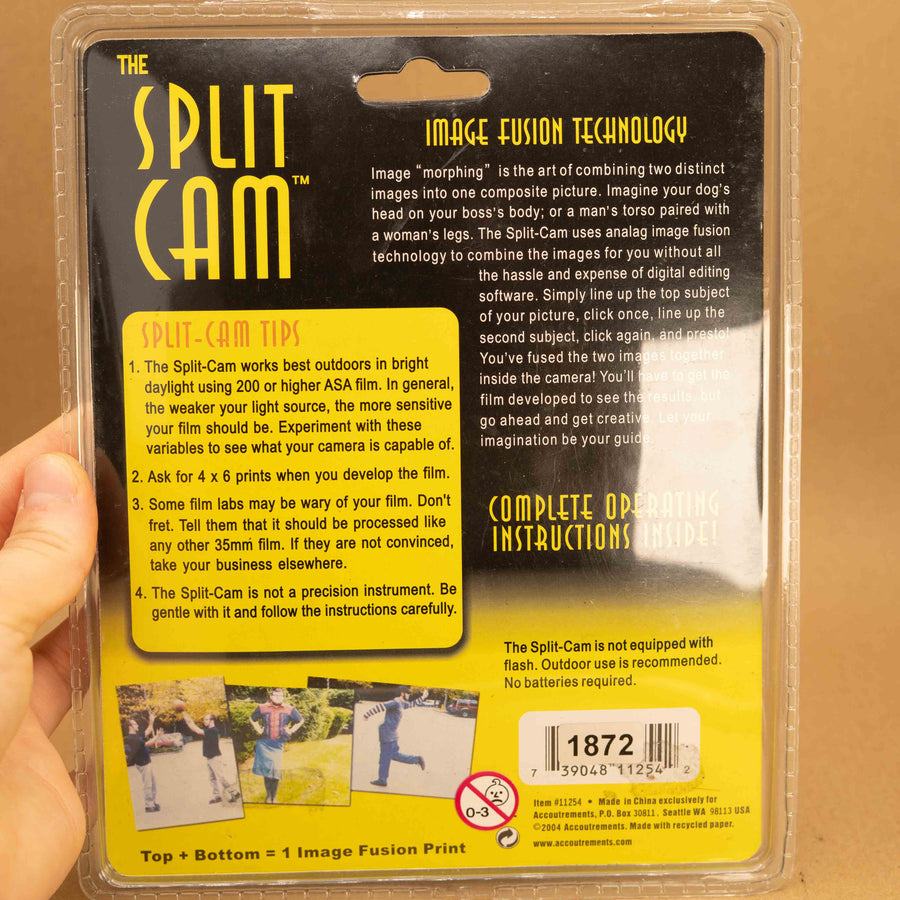 THE
SPLIT
CAM™
IMAGE FUSION TECHNOLOGY
Image “morphing” is the art of combining two distinct
images into one composite picture. Imagine your dog's
head on your boss's body; or a man's torso paired with
a woman's legs. The Split-Cam uses analag image fusion
technology to combine the images for you without all
the hassle and expense of digital editing
software. Simply line up the top subject
of your picture, click once, line up the
second subject, click again, and presto!
You've fused the two images together
inside the camera! You'll have to get the
film developed to see the results, but
go ahead and get creative. Let your
imagination be your guide.
COMPLETE OPERATING
INSTRUCTIONS INSIDE!
SPLIT-CAM TIPS
1. The Split-Cam works best outdoors in bright
daylight using 200 or higher ASA film. In general,
the weaker your light source, the more sensitive
your film should be. Experiment with these
variables to see what your camera is capable of.
2. Ask for 4 x 6 prints when you develop the film.
3. Some film labs may be wary of your film. Don't
fret. Tell them that it should be processed like
any other 35mm film. If they are not convinced,
take your business elsewhere.
4. The Split-Cam is not a precision instrument. Be
gentle with it and follow the instructions carefully.
The Split-Cam is not equipped with
flash. Outdoor use is recommended.
No batteries required.
1872
7 39048 11254 2
0-3
Item #11254 • Made in China exclusively for
Accoutrements, P.O. Box 30811, Seattle WA 98113 USA
©2004 Accoutrements. Made with recycled paper.
www.accoutrements.com
Top + Bottom = 1 Image Fusion Print